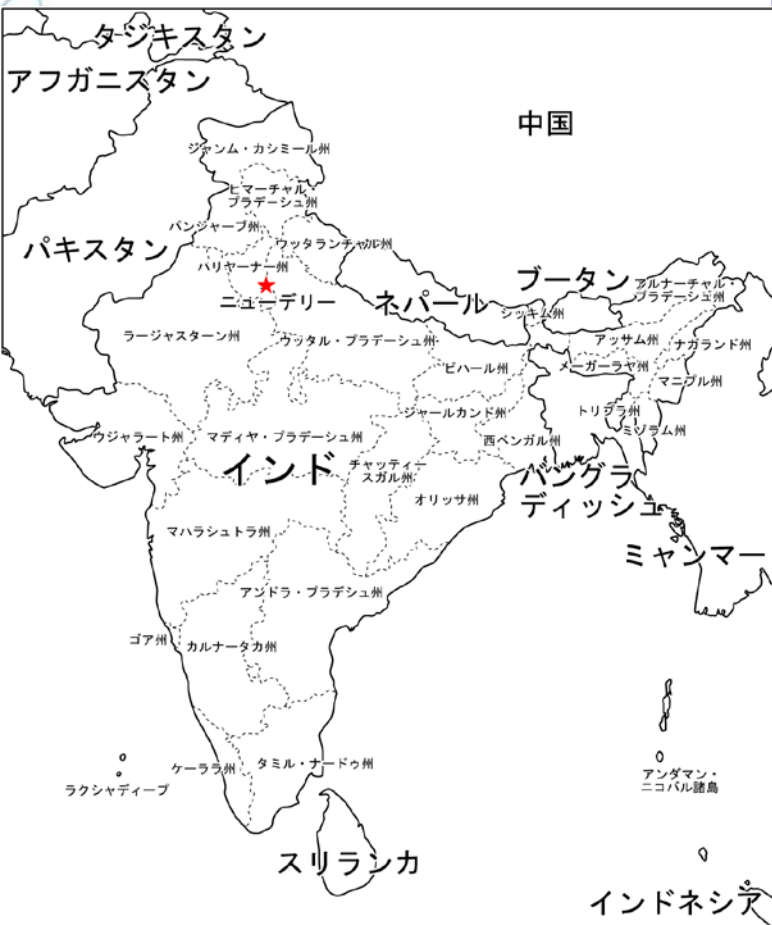 タジキスタン
アフガニスタン
中国
ジャンム・カシミール州
ヒマーチャル・
プラデーシュ州
パンジャーブ州
ウッタランチャル州
パキスタン
ハリヤーナー州
ニューデリー
ネパール
ブータン
アルナーチャル・
プラデーシュ州
シッキム州
ラージャスターン州
ウッタル・プラデーシュ州
アッサム州
ナガランド州
ビハール州
メーガーラヤ州
マニプル州
ジャールカンド州
トリプラ州
ミゾラム州
ウジャラート州
マディヤ・プラデーシュ州
西ベンガル州
インド
チャッティー
スガル州
バングラ
ディッシュ
オリッサ州
マハラシュトラ州
ミャンマー
アンドラ・プラデシュ州
ゴア州
カルナータカ州
ケーララ州
タミル・ナードゥ州
ラクシャディープ
アンダマン・
ニコバル諸島
スリランカ
インドネシア